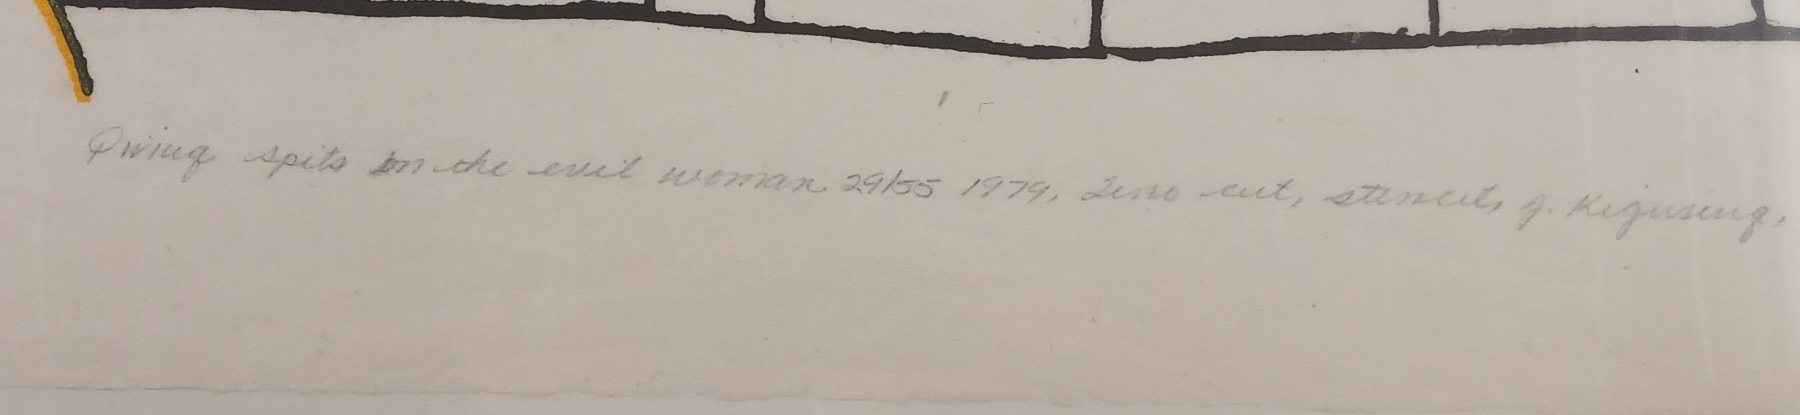 Qiviuq spits on the evil woman 29/55 1979, Lino cut, stencil, J. Kigusiuq,